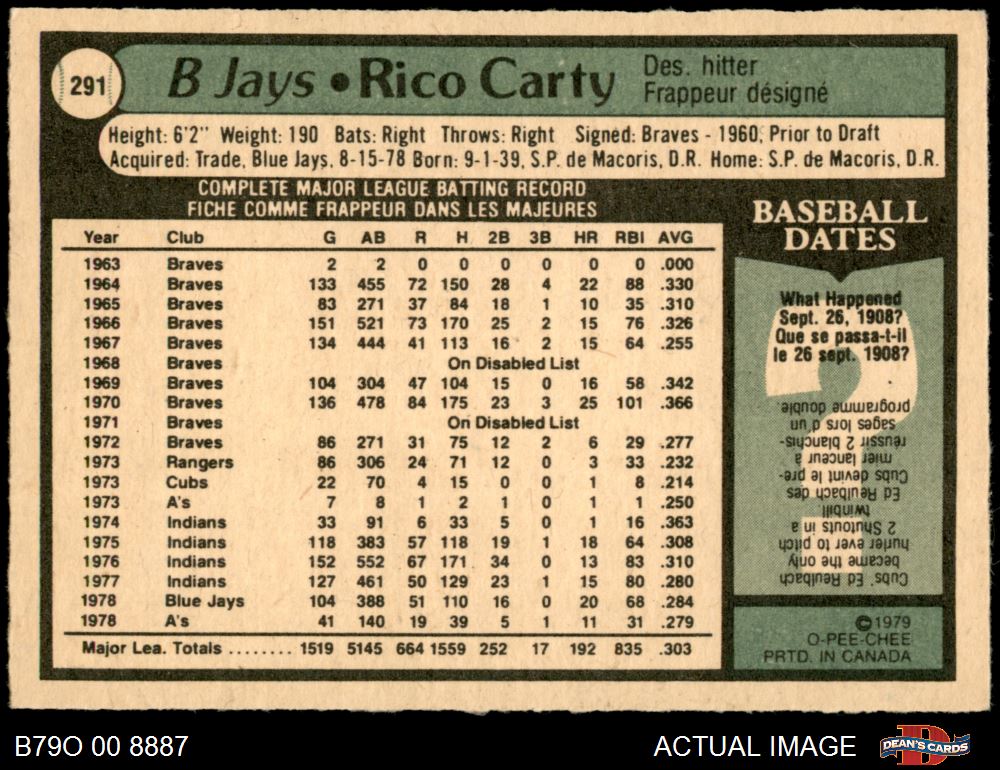 291
B Jays • Rico Carty
Des. hitter
Frappeur désigné
Height: 6'2" Weight: 190 Bats: Right Throws: Right Signed: Braves - 1960, Prior to Draft
Acquired: Trade, Blue Jays, 8-15-78 Born: 9-1-39, S.P. de Macoris, D.R. Home: S.P. de Macoris, D.R.
COMPLETE MAJOR LEAGUE BATTING RECORD
FICHE COMME FRAPPEUR DANS LES MAJEURES
Year Club G AB R H 2B 3B HR RBI AVG
1963 Braves 2 2 0 0 0 0 0 0 .000
1964 Braves 133 455 72 150 28 4 22 88 .330
1965 Braves 83 271 37 84 18 1 10 35 .310
1966 Braves 151 521 73 170 25 2 15 76 .326
1967 Braves 134 444 41 113 16 2 15 64 .255
1968 Braves On Disabled List
1969 Braves 104 304 47 104 15 0 16 58 .342
1970 Braves 136 478 84 175 23 3 25 101 .366
1971 Braves On Disabled List
1972 Braves 86 271 31 75 12 2 6 29 .277
1973 Rangers 86 306 24 71 12 0 3 33 .232
1973 Cubs 22 70 4 15 0 0 1 8 .214
1973 A's 7 8 1 2 1 0 1 1 .250
1974 Indians 33 91 6 33 5 0 1 16 .363
1975 Indians 118 383 57 118 19 1 18 64 .308
1976 Indians 152 552 67 171 34 0 13 83 .310
1977 Indians 127 461 50 129 23 1 15 80 .280
1978 Blue Jays 104 388 51 110 16 0 20 68 .284
1978 A's 41 140 19 39 5 1 11 31 .279
Major Lea. Totals ........ 1519 5145 664 1559 252 17 192 835 .303
BASEBALL
DATES
What Happened
Sept. 26, 1908?
Que se passa-t-il
le 26 sept. 1908?
Cubs' Ed Reulbach
became the only
hurler ever to pitch
2 Shutouts in a
twinbill
Ed Reulbach des
Cubs devint le pre-
mier lanceur à
réussir 2 blanchis-
sages lors d'un
programme double
©1979
O-PEE-CHEE
PRTD. IN CANADA
B79O 00 8887
ACTUAL IMAGE
D
DEAN'S CARDS